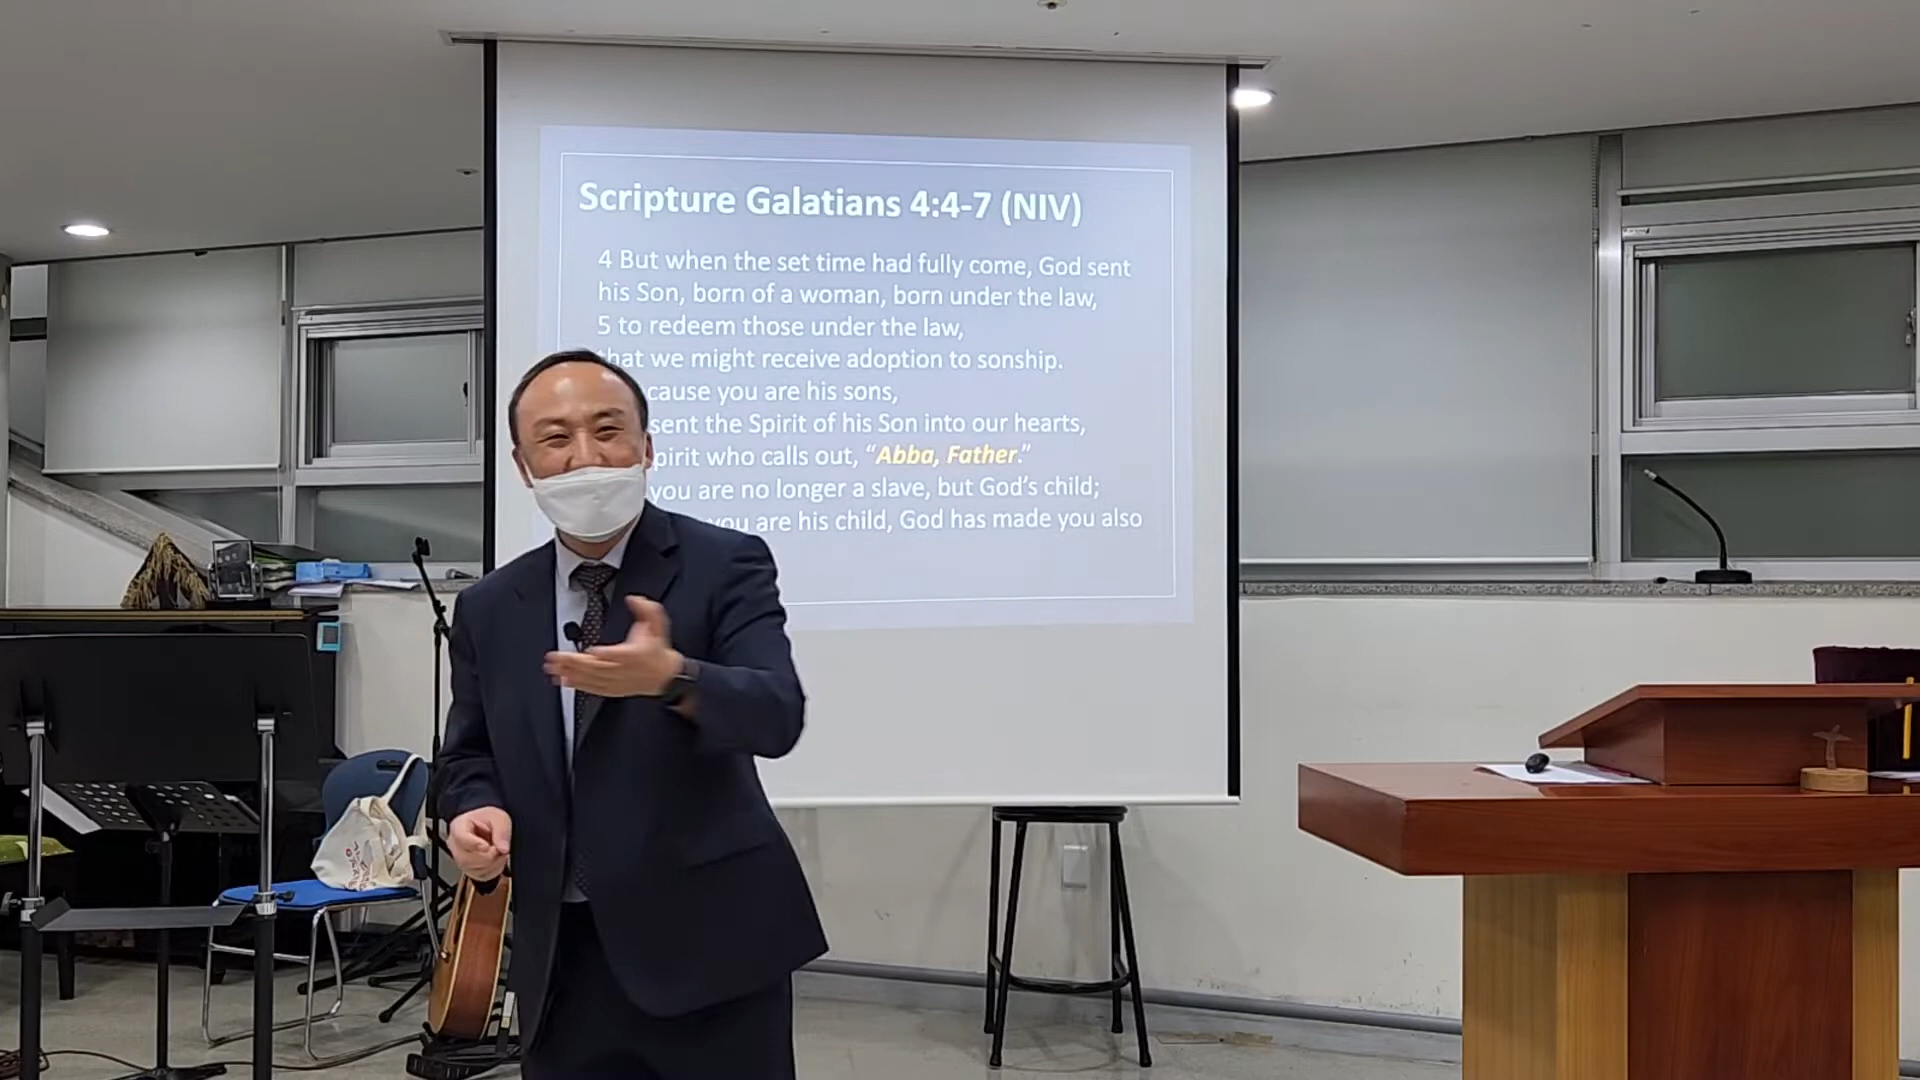 Scripture Galatians 4:4-7 (NIV)
4 But when the set time had fully come, God sent
his Son, born of a woman, born under the law,
5 to redeem those under the law,
that we might receive adoption to sonship.
you are his sons,
sent the Spirit of his Son into our hearts,
who calls out, “Abba, Father.”
you are no longer a slave, but God’s child;
you are his child, God has made you also